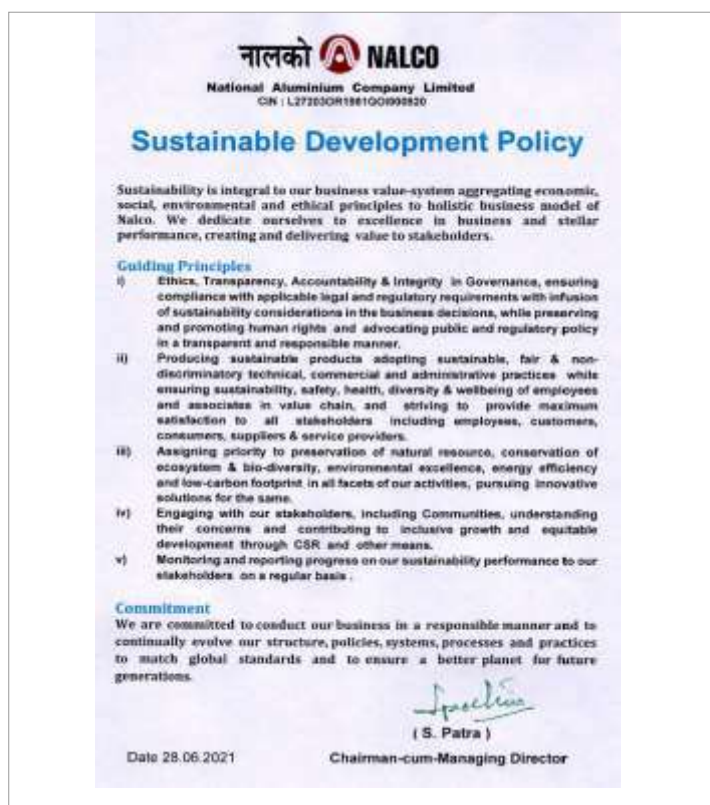 नालको NALCO
National Aluminium Company Limited
CIN : L27203OR1981GOI000920
Sustainable Development Policy
Sustainability is integral to our business value-system aggregating economic,
social, environmental and ethical principles to holistic business model of
Nalco. We dedicate ourselves to excellence in business and stellar
performance, creating and delivering value to stakeholders.
Guiding Principles
i) Ethics, Transparency, Accountability & Integrity in Governance, ensuring
compliance with applicable legal and regulatory requirements with infusion
of sustainability considerations in the business decisions, while preserving
and promoting human rights and advocating public and regulatory policy
in a transparent and responsible manner.
ii) Producing sustainable products adopting sustainable, fair & non-
discriminatory technical, commercial and administrative practices while
ensuring sustainability, safety, health, diversity & wellbeing of employees
and associates in value chain, and striving to provide maximum
satisfaction to all stakeholders including employees, customers,
consumers, suppliers & service providers.
iii) Assigning priority to preservation of natural resource, conservation of
ecosystem & bio-diversity, environmental excellence, energy efficiency
and low-carbon footprint in all facets of our activities, pursuing innovative
solutions for the same.
iv) Engaging with our stakeholders, including Communities, understanding
their concerns and contributing to inclusive growth and equitable
development through CSR and other means.
v) Monitoring and reporting progress on our sustainability performance to our
stakeholders on a regular basis .
Commitment
We are committed to conduct our business in a responsible manner and to
continually evolve our structure, policies, systems, processes and practices
to match global standards and to ensure a better planet for future
generations.
( S. Patra )
Date 28.06.2021 Chairman-cum-Managing Director